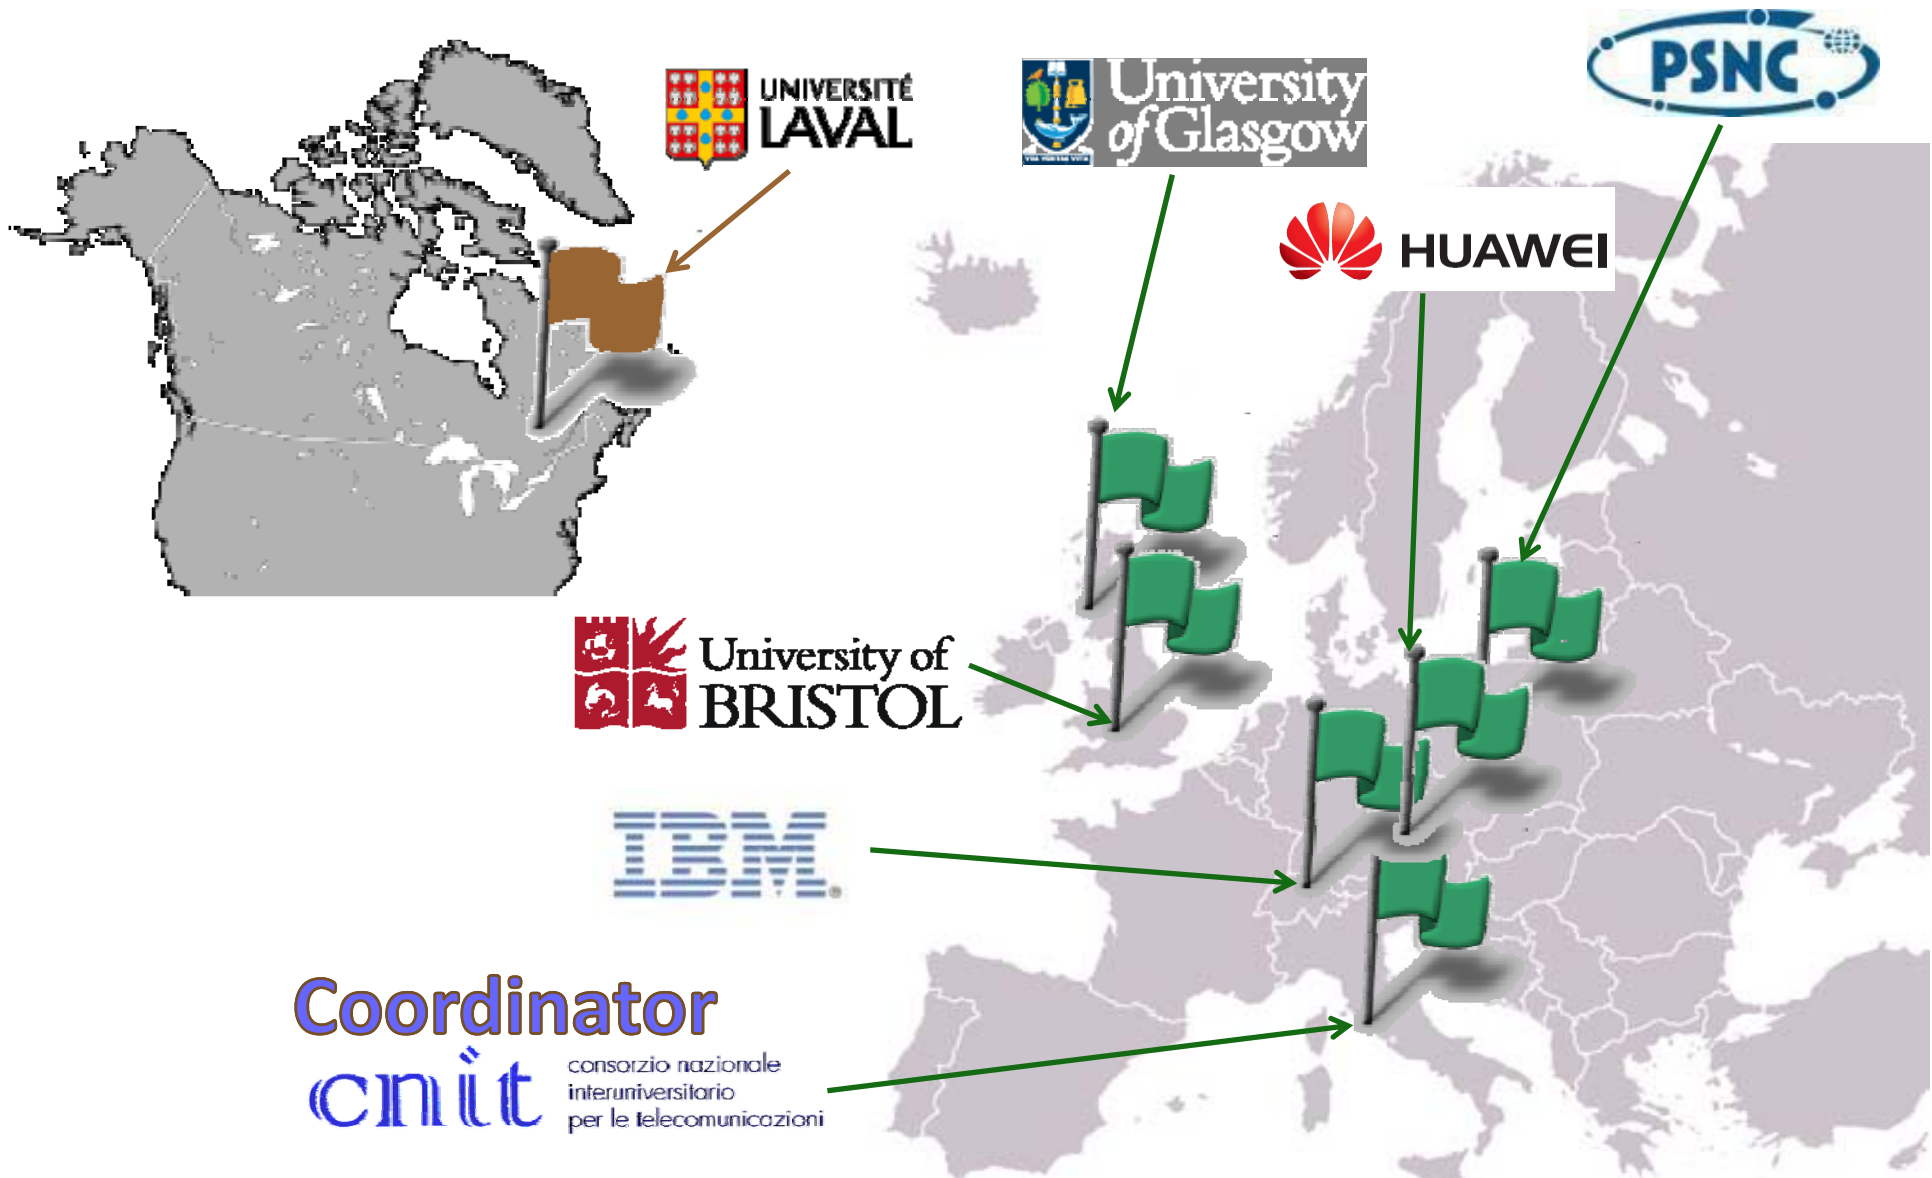 UNIVERSITÉ
LAVAL
University
of Glasgow
PSNC
HUAWEI
University of
BRISTOL
IBM®
Coordinator
cnit
consorzio nazionale
interuniversitario
per le telecomunicazioni